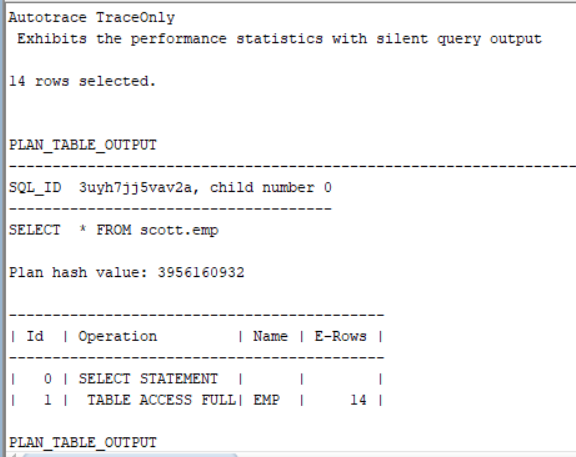 Autotrace TraceOnly
 Exhibits the performance statistics with silent query output
14 rows selected.
PLAN_TABLE_OUTPUT
--------------------------------------------------------------------------------
SQL_ID  3uyh7jj5vav2a, child number 0
-------------------------------------
SELECT  * FROM scott.emp
Plan hash value: 3956160932
-------------------------------------------
| Id  | Operation         | Name | E-Rows |
-------------------------------------------
|   0 | SELECT STATEMENT  |      |        |
|   1 |  TABLE ACCESS FULL| EMP  |     14 |
PLAN_TABLE_OUTPUT